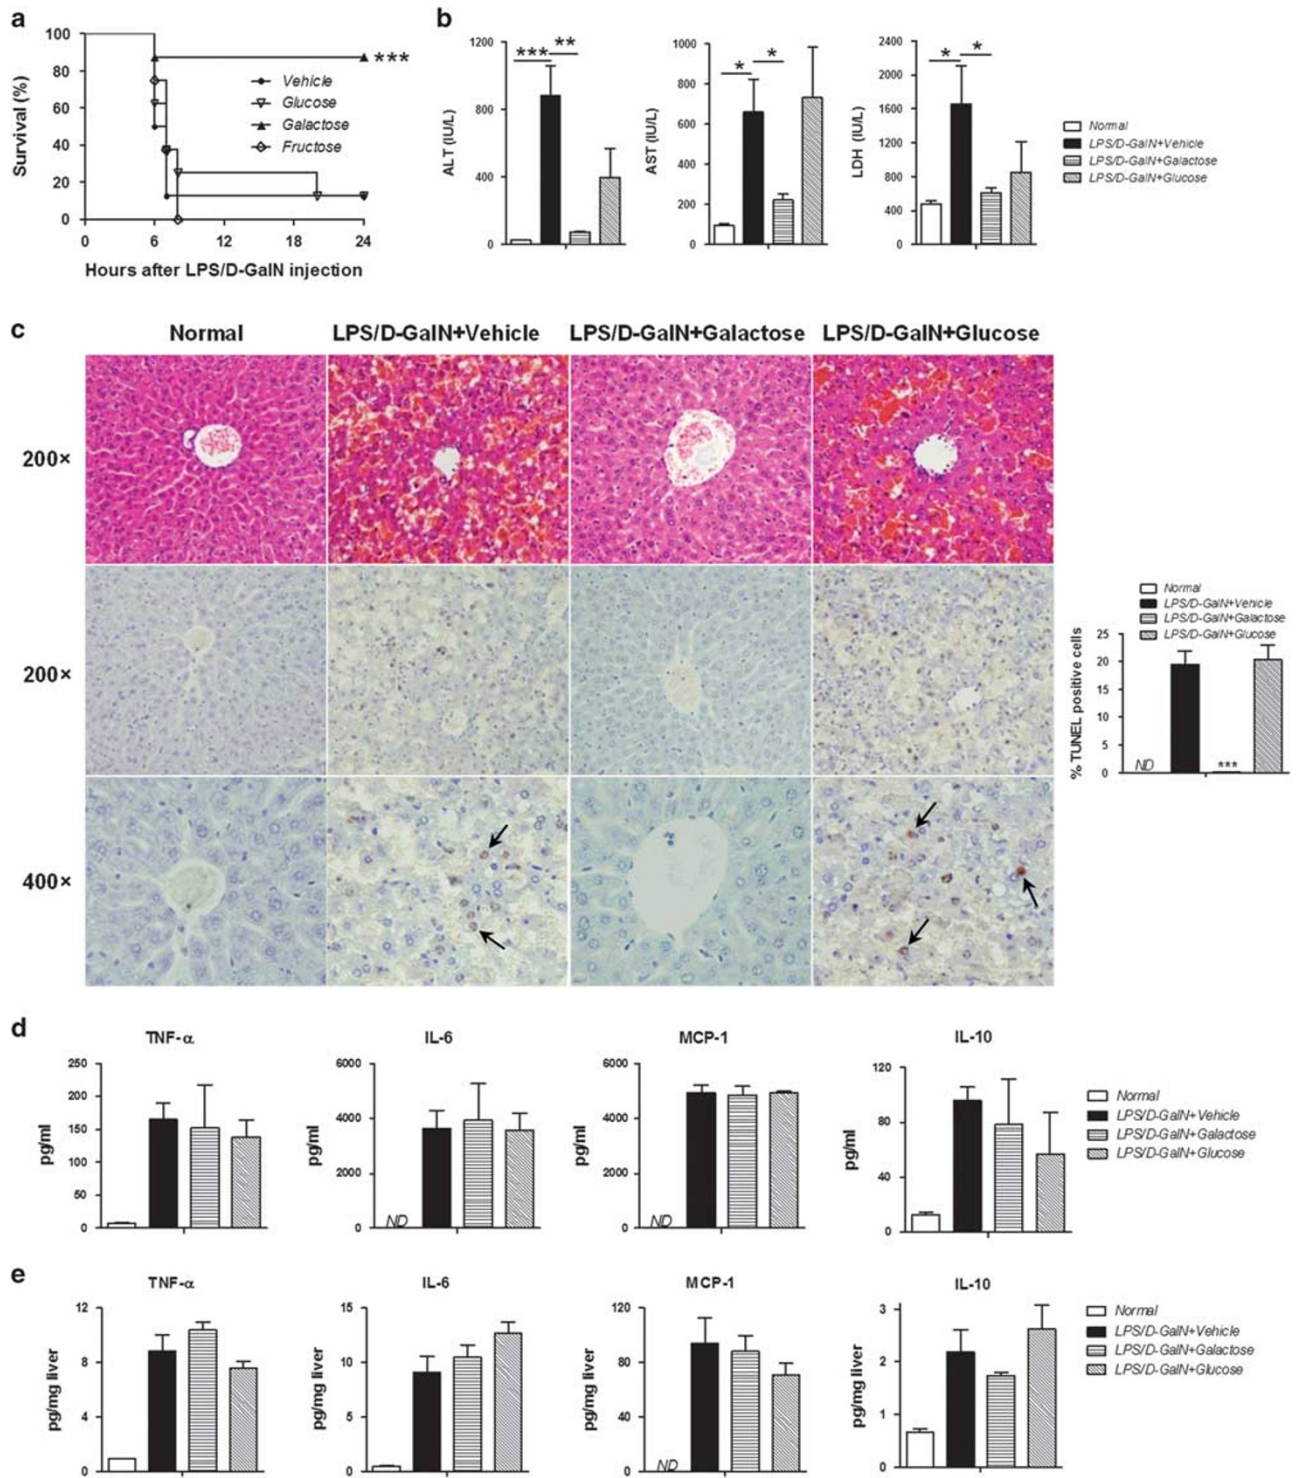 a
100
80
60
40
20
0
Survival (%)
0 6 12 18 24
Hours after LPS/D-GalN injection
***
Vehicle
Glucose
Galactose
Fructose
b
1200
800
400
0
ALT (IU/L)
*** **
1000
800
600
400
200
0
AST (IU/L)
* *
2400
2000
1600
1200
800
400
0
LDH (IU/L)
* *
Normal
LPS/D-GalN+Vehicle
LPS/D-GalN+Galactose
LPS/D-GalN+Glucose
c
Normal LPS/D-GalN+Vehicle LPS/D-GalN+Galactose LPS/D-GalN+Glucose
200×
200×
400×
Normal
LPS/D-GalN+Vehicle
LPS/D-GalN+Galactose
LPS/D-GalN+Glucose
25
20
15
10
5
0
% TUNEL positive cells
ND
***
d
TNF-α
250
200
150
100
50
0
pg/ml
IL-6
6000
4000
2000
0
pg/ml
ND
MCP-1
6000
4000
2000
0
pg/ml
ND
IL-10
120
80
40
0
pg/ml
Normal
LPS/D-GalN+Vehicle
LPS/D-GalN+Galactose
LPS/D-GalN+Glucose
e
TNF-α
12
8
4
0
pg/mg liver
IL-6
15
10
5
0
pg/mg liver
MCP-1
120
80
40
0
pg/mg liver
ND
IL-10
3
2
1
0
pg/mg liver
Normal
LPS/D-GalN+Vehicle
LPS/D-GalN+Galactose
LPS/D-GalN+Glucose